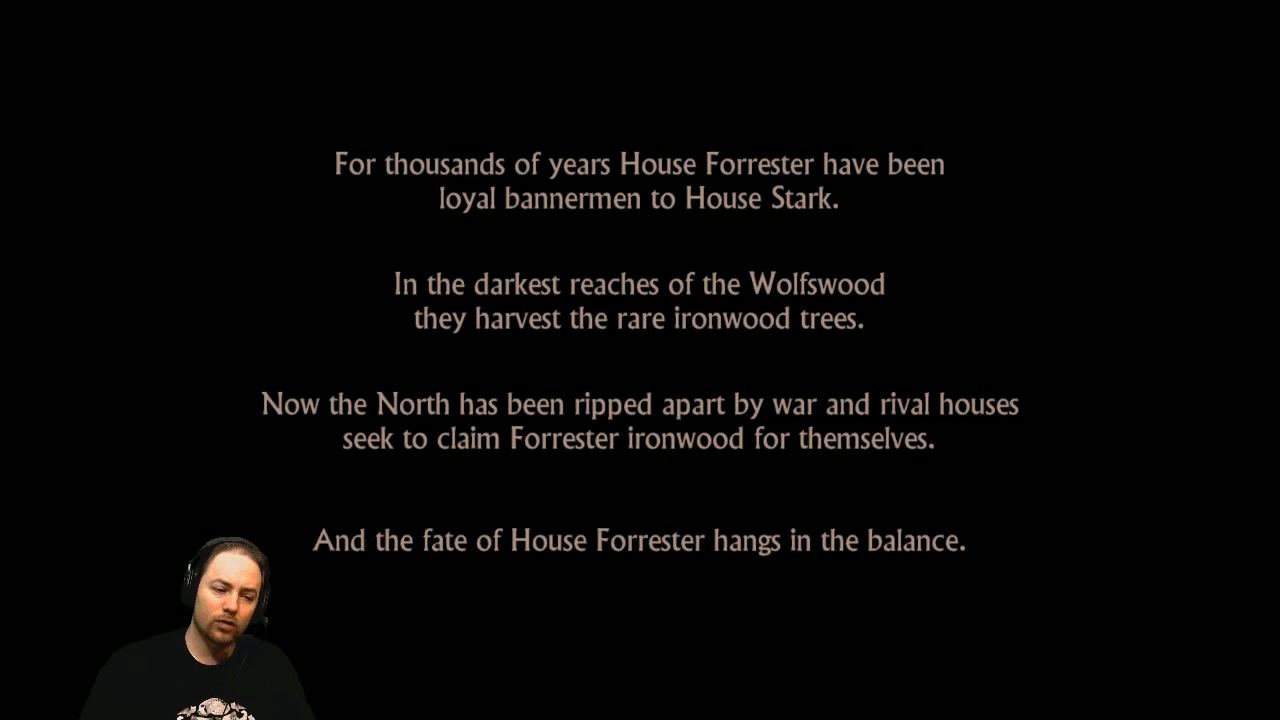 For thousands of years House Forrester have been
loyal bannermen to House Stark.
In the darkest reaches of the Wolfswood
they harvest the rare ironwood trees.
Now the North has been ripped apart by war and rival houses
seek to claim Forrester ironwood for themselves.
And the fate of House Forrester hangs in the balance.